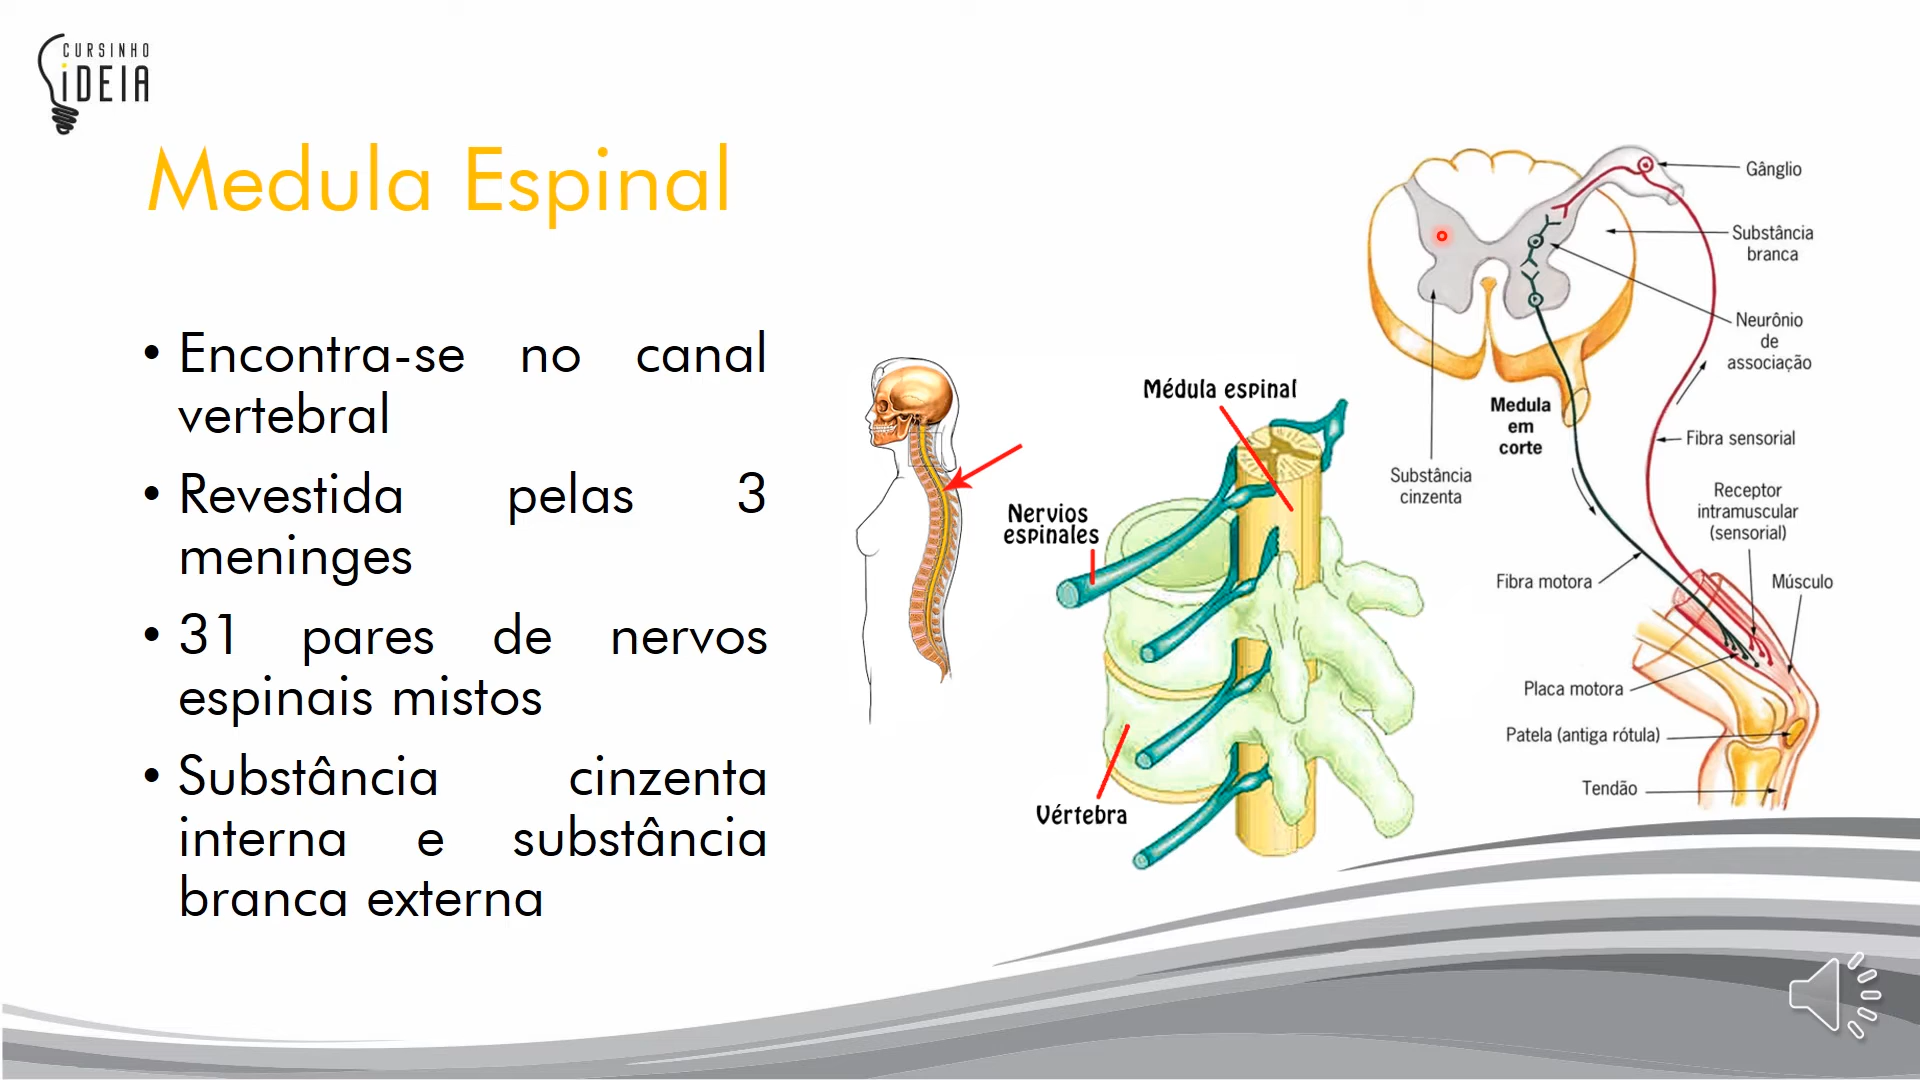 CURSINHO
iDEIA
Medula Espinal
• Encontra-se no canal
vertebral
• Revestida pelas 3
meninges
• 31 pares de nervos
espinais mistos
• Substância cinzenta
interna e substância
branca externa
Médula espinal
Nervios
espinales
Vértebra
Gânglio
Substância
branca
Neurônio
de
associação
Medula
em
corte
Fibra sensorial
Substância
cinzenta
Receptor
intramuscular
(sensorial)
Fibra motora
Músculo
Placa motora
Patela (antiga rótula)
Tendão